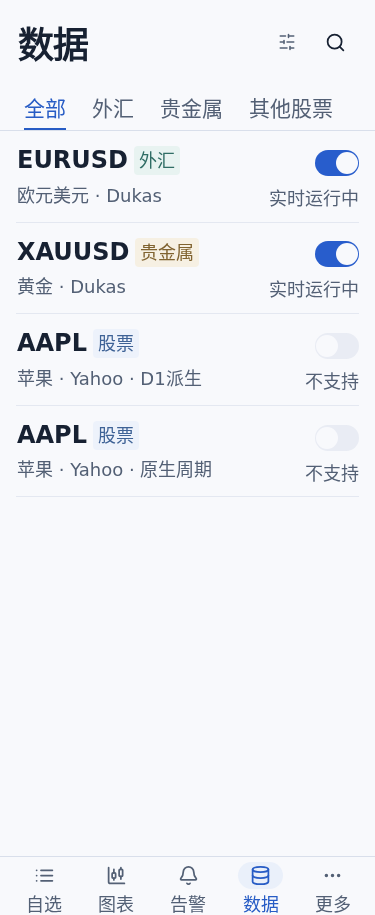 数据
全部 外汇 贵金属 其他股票
EURUSD 外汇
欧元美元 · Dukas 实时运行中
XAUUSD 贵金属
黄金 · Dukas 实时运行中
AAPL 股票
苹果 · Yahoo · D1派生 不支持
AAPL 股票
苹果 · Yahoo · 原生周期 不支持
自选 图表 告警 数据 更多